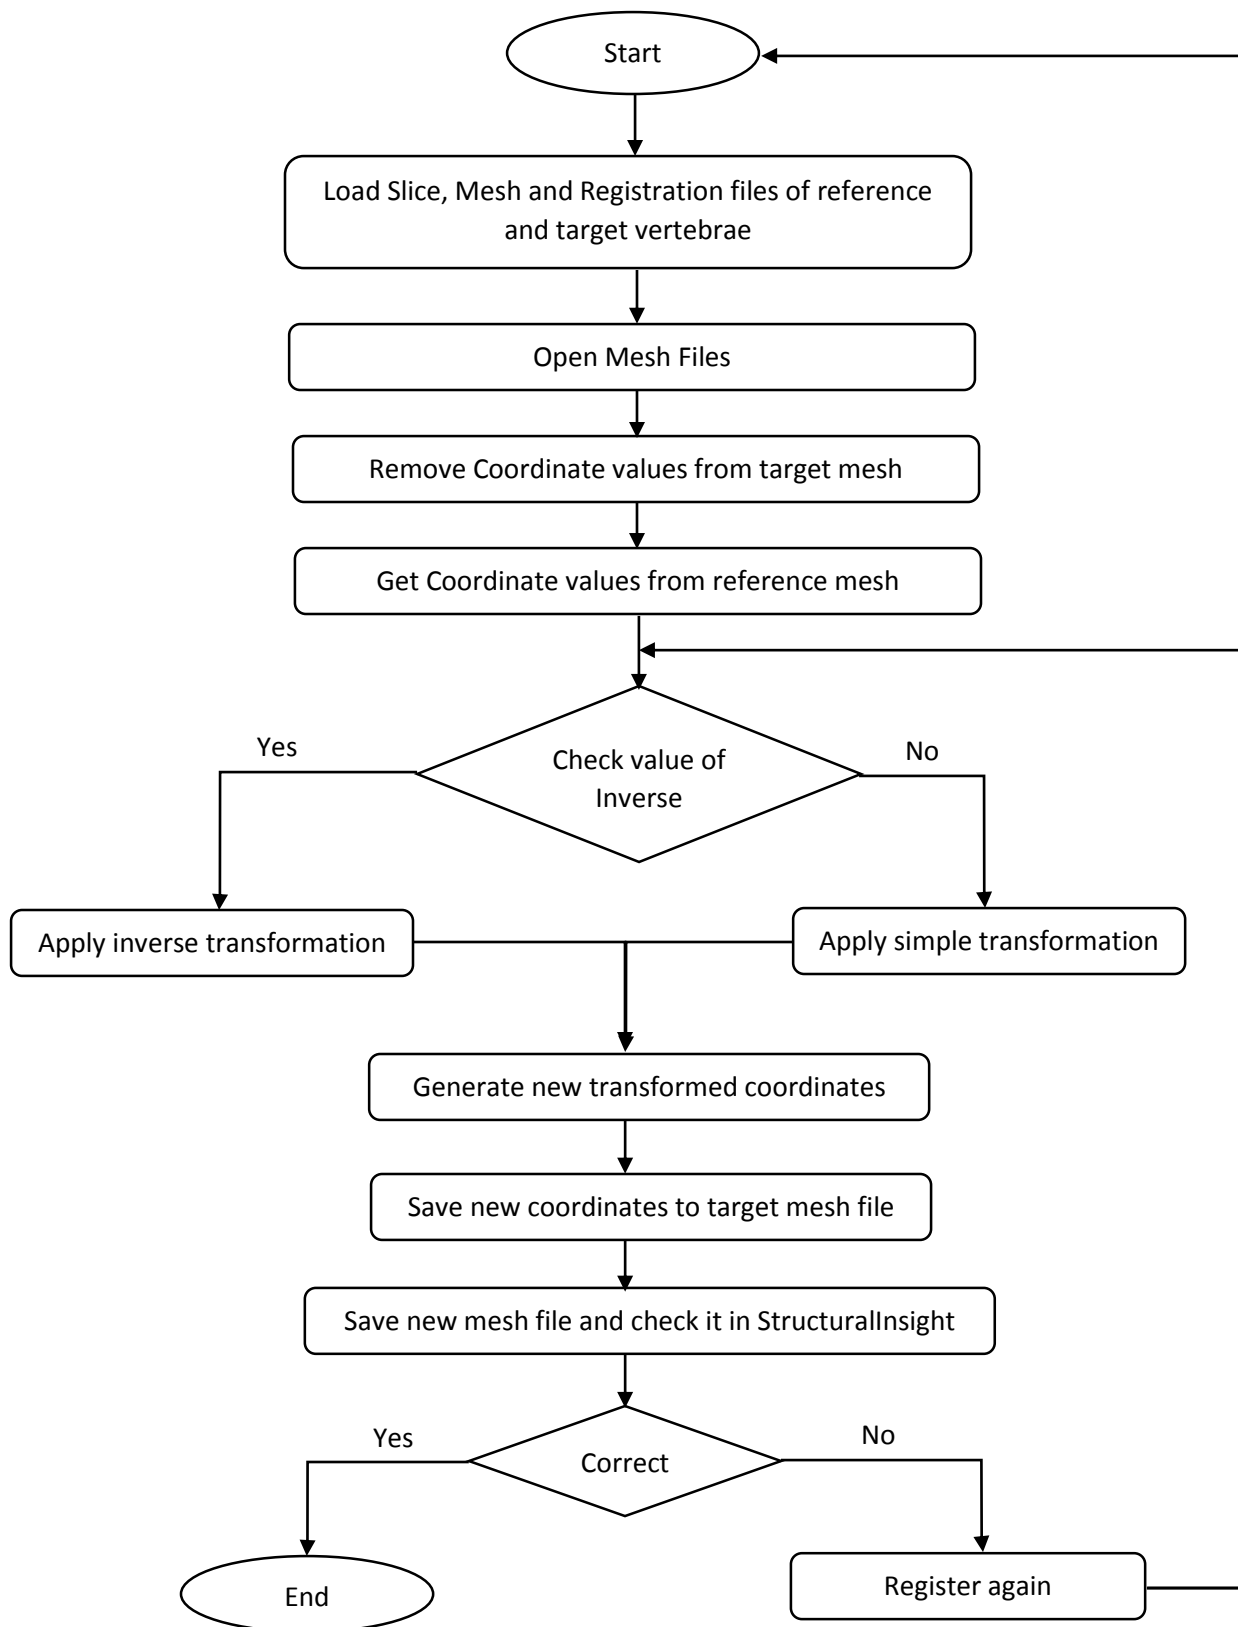 Start
Load Slice, Mesh and Registration files of reference
and target vertebrae
Open Mesh Files
Remove Coordinate values from target mesh
Get Coordinate values from reference mesh
Yes
No
Check value of
Inverse
Apply inverse transformation
Apply simple transformation
Generate new transformed coordinates
Save new coordinates to target mesh file
Save new mesh file and check it in StructuralInsight
Yes
No
Correct
End
Register again